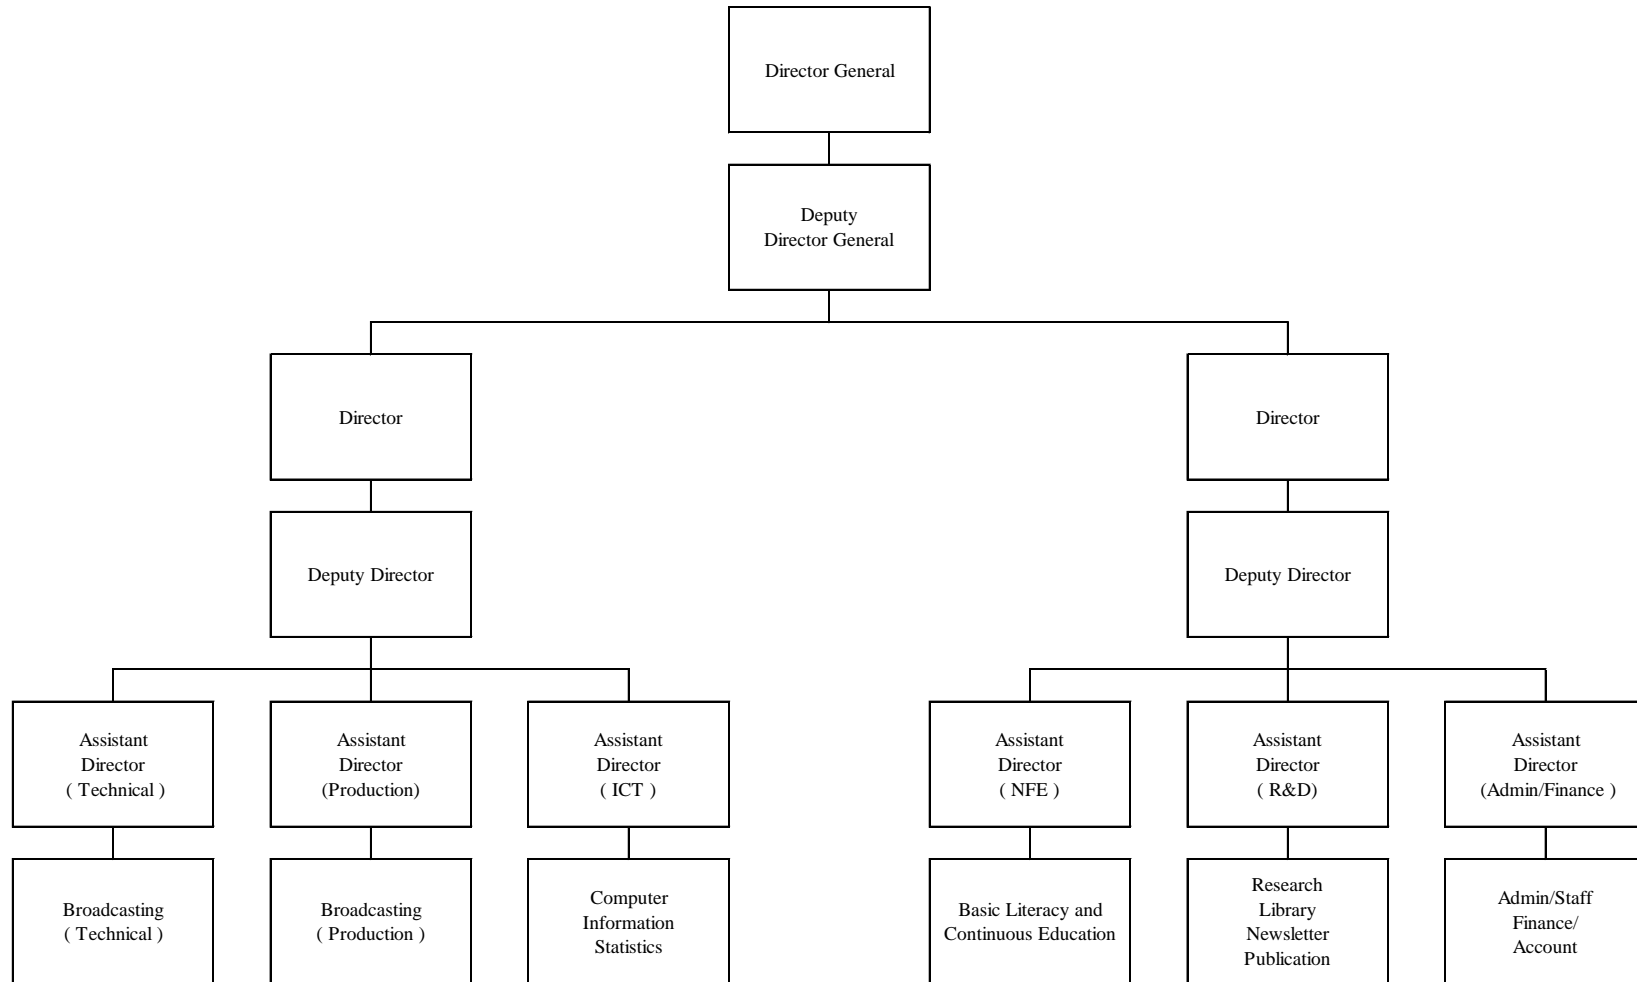 Director General
Deputy
Director General
Director
Director
Deputy Director
Deputy Director
Assistant
Director
( Technical )
Assistant
Director
(Production)
Assistant
Director
( ICT )
Assistant
Director
( NFE )
Assistant
Director
( R&D)
Assistant
Director
(Admin/Finance )
Broadcasting
( Technical )
Broadcasting
( Production )
Computer
Information
Statistics
Basic Literacy and
Continuous Education
Research
Library
Newsletter
Publication
Admin/Staff
Finance/
Account